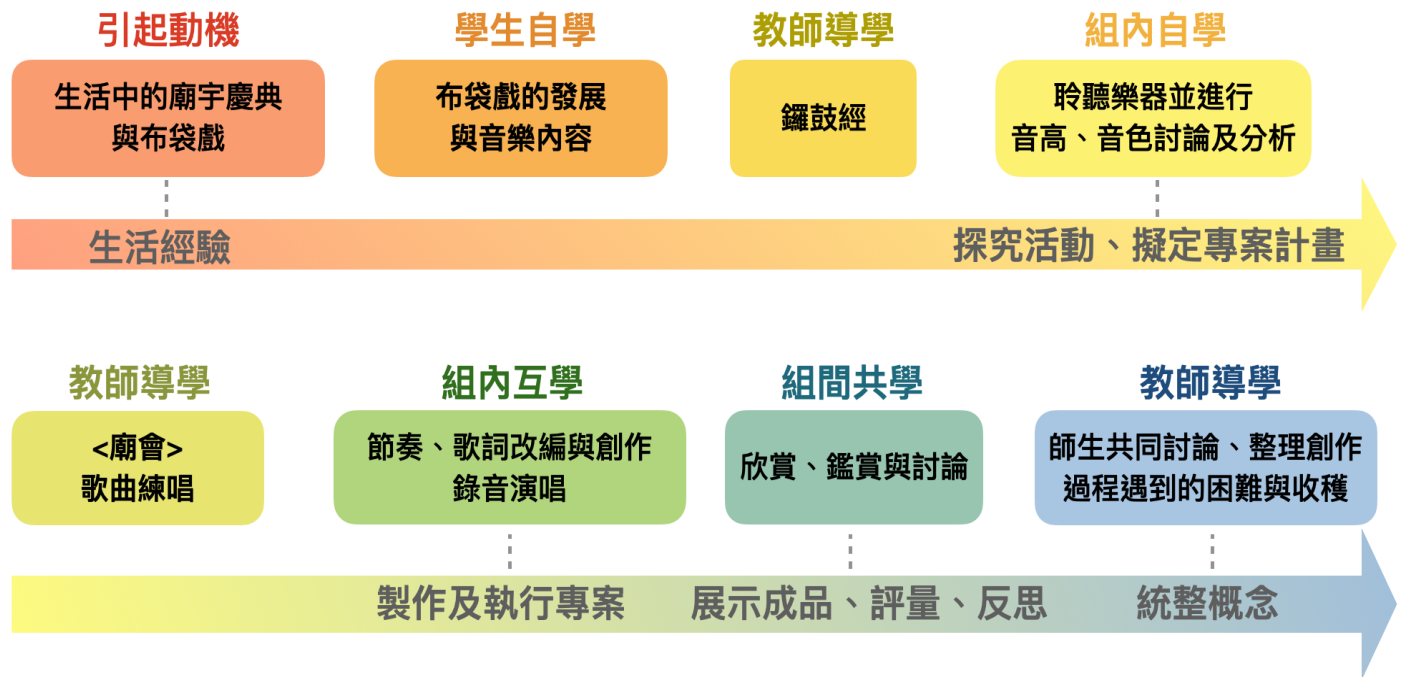 引起動機
學生自學
教師導學
組內自學
生活中的廟宇慶典
與布袋戲
布袋戲的發展
與音樂內容
鑼鼓經
聆聽樂器並進行
音高、音色討論及分析
生活經驗
探究活動、擬定專案計畫
教師導學
組內互學
組間共學
教師導學
<廟會>
歌曲練唱
節奏、歌詞改編與創作
錄音演唱
欣賞、鑑賞與討論
師生共同討論、整理創作
過程遇到的困難與收穫
製作及執行專案
展示成品、評量、反思
統整概念